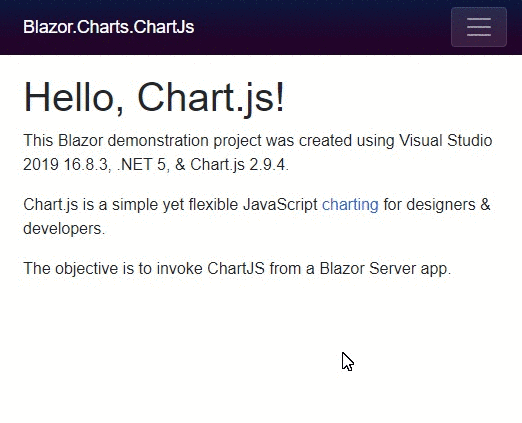 Blazor.Charts.ChartJs
Hello, Chart.js!
This Blazor demonstration project was created using Visual Studio
2019 16.8.3, .NET 5, & Chart.js 2.9.4.
Chart.js is a simple yet flexible JavaScript charting for designers &
developers.
The objective is to invoke ChartJS from a Blazor Server app.